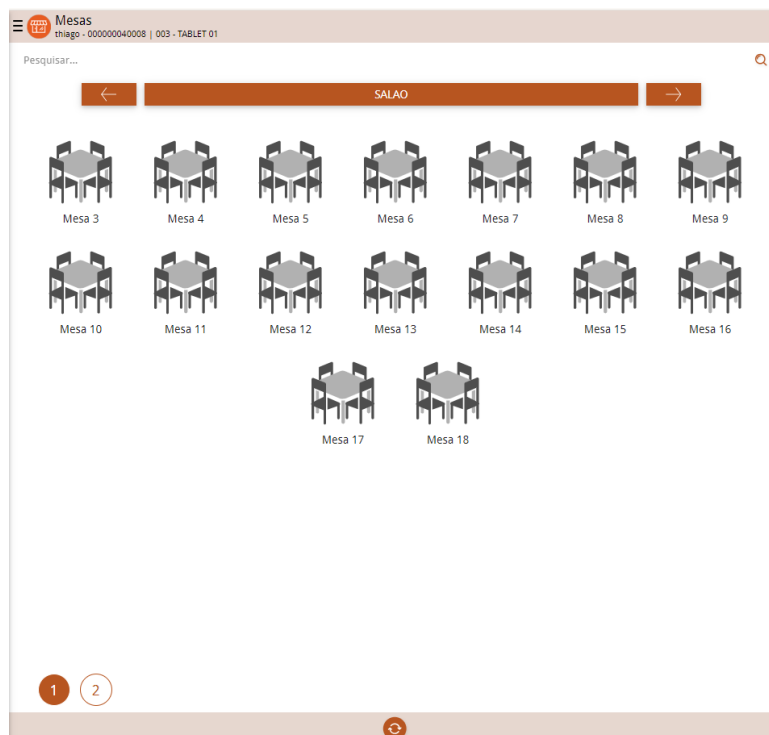 Mesas
thiago - 000000040008 | 003 - TABLET 01
Pesquisar...
SALAO
Mesa 3 Mesa 4 Mesa 5 Mesa 6 Mesa 7 Mesa 8 Mesa 9
Mesa 10 Mesa 11 Mesa 12 Mesa 13 Mesa 14 Mesa 15 Mesa 16
Mesa 17 Mesa 18
1 2